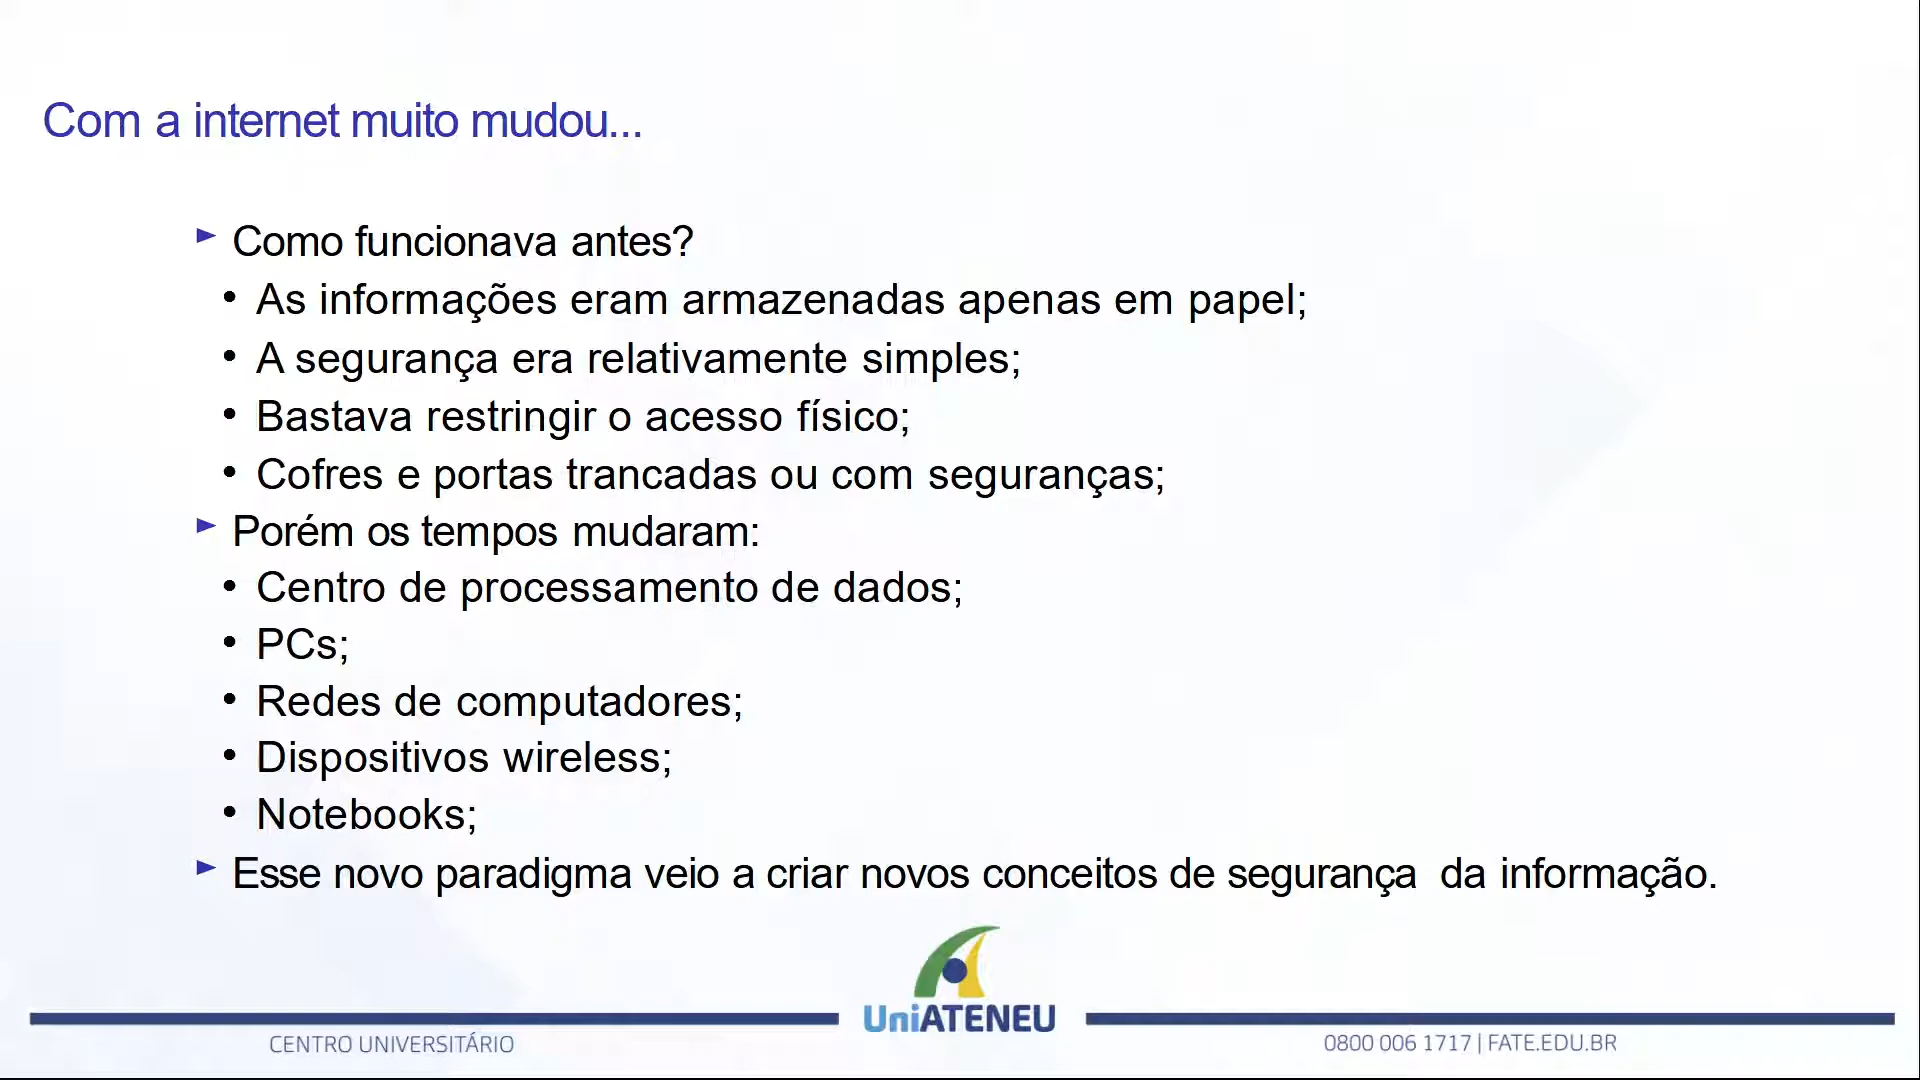 Com a internet muito mudou...
► Como funcionava antes?
• As informações eram armazenadas apenas em papel;
• A segurança era relativamente simples;
• Bastava restringir o acesso físico;
• Cofres e portas trancadas ou com seguranças;
► Porém os tempos mudaram:
• Centro de processamento de dados;
• PCs;
• Redes de computadores;
• Dispositivos wireless;
• Notebooks;
► Esse novo paradigma veio a criar novos conceitos de segurança da informação.
UniATENEU
CENTRO UNIVERSITÁRIO
0800 006 1717 | FATE.EDU.BR